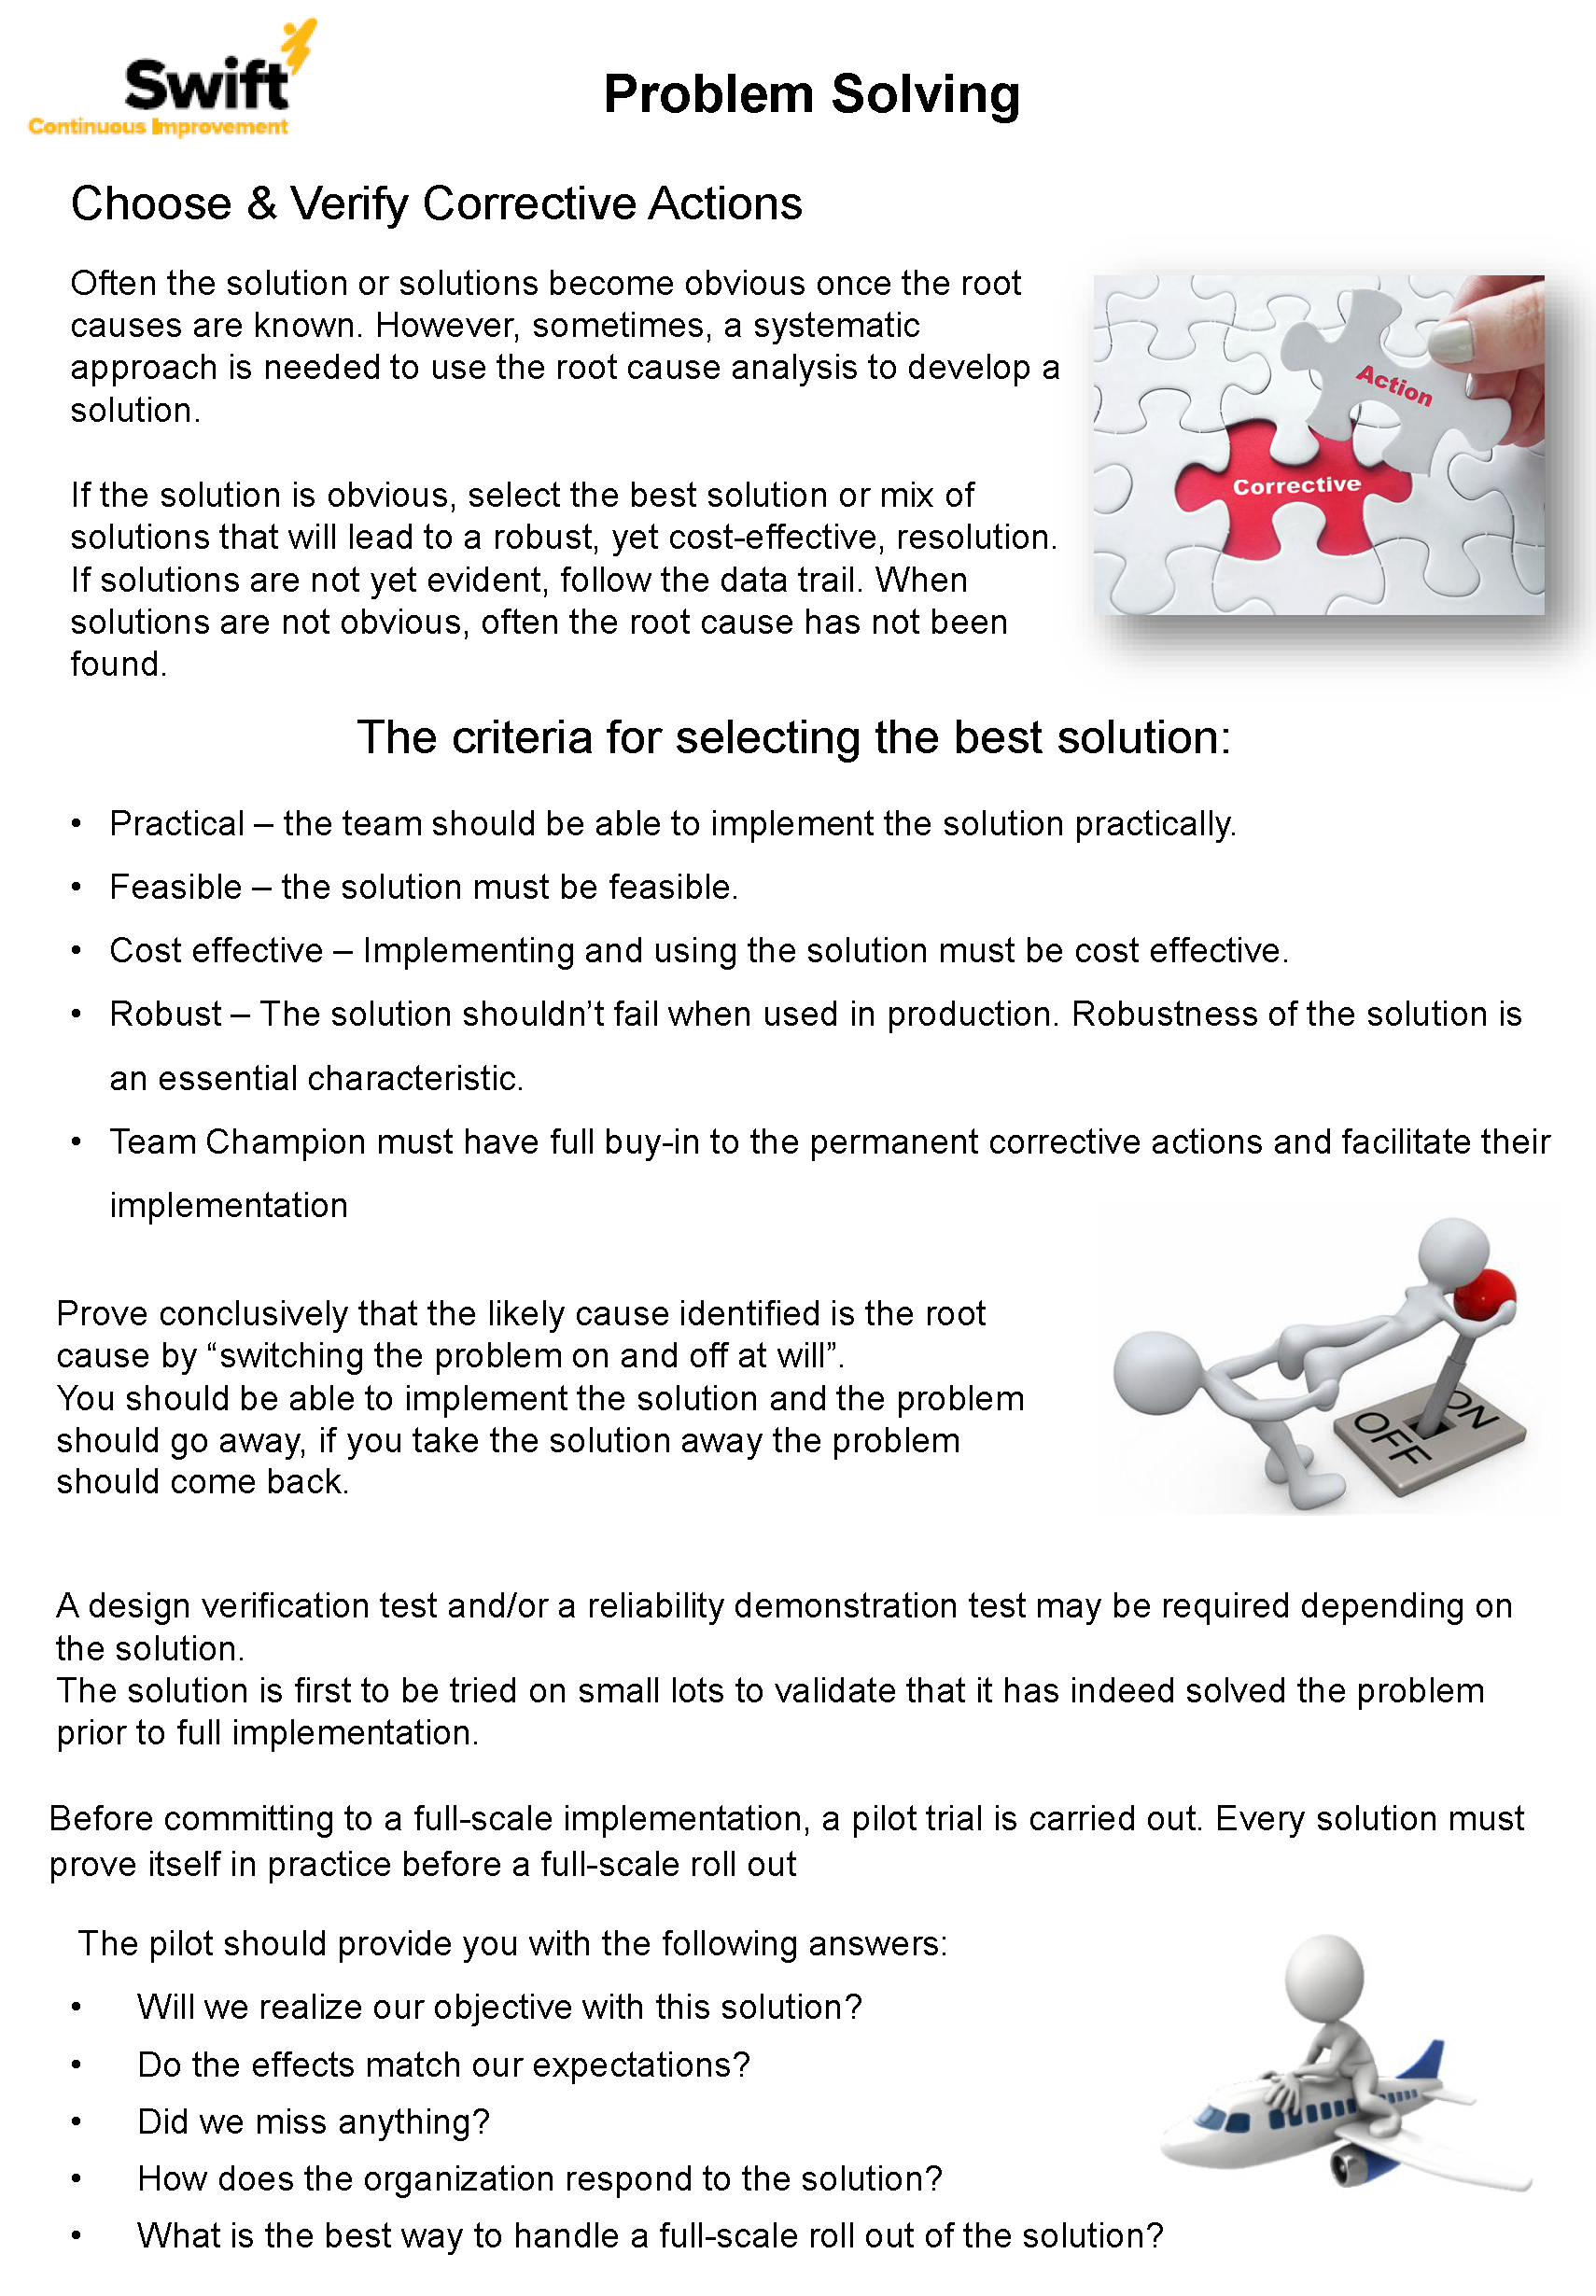 Swift
Continuous Improvement
Problem Solving
Choose & Verify Corrective Actions
Often the solution or solutions become obvious once the root
causes are known. However, sometimes, a systematic
approach is needed to use the root cause analysis to develop a
solution.
Action
Corrective
If the solution is obvious, select the best solution or mix of
solutions that will lead to a robust, yet cost-effective, resolution.
If solutions are not yet evident, follow the data trail. When
solutions are not obvious, often the root cause has not been
found.
The criteria for selecting the best solution:
• Practical – the team should be able to implement the solution practically.
• Feasible – the solution must be feasible.
• Cost effective – Implementing and using the solution must be cost effective.
• Robust – The solution shouldn’t fail when used in production. Robustness of the solution is
an essential characteristic.
• Team Champion must have full buy-in to the permanent corrective actions and facilitate their
implementation
Prove conclusively that the likely cause identified is the root
cause by “switching the problem on and off at will”.
You should be able to implement the solution and the problem
should go away, if you take the solution away the problem
should come back.
ON
OFF
A design verification test and/or a reliability demonstration test may be required depending on
the solution.
The solution is first to be tried on small lots to validate that it has indeed solved the problem
prior to full implementation.
Before committing to a full-scale implementation, a pilot trial is carried out. Every solution must
prove itself in practice before a full-scale roll out
The pilot should provide you with the following answers:
• Will we realize our objective with this solution?
• Do the effects match our expectations?
• Did we miss anything?
• How does the organization respond to the solution?
• What is the best way to handle a full-scale roll out of the solution?